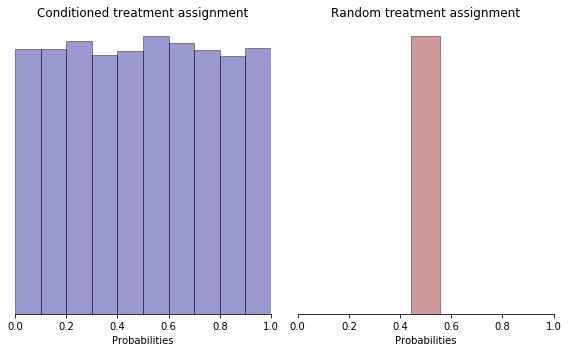 Conditioned treatment assignment
Random treatment assignment
0.0 0.2 0.4 0.6 0.8 1.0
0.0 0.2 0.4 0.6 0.8 1.0
Probabilities
Probabilities